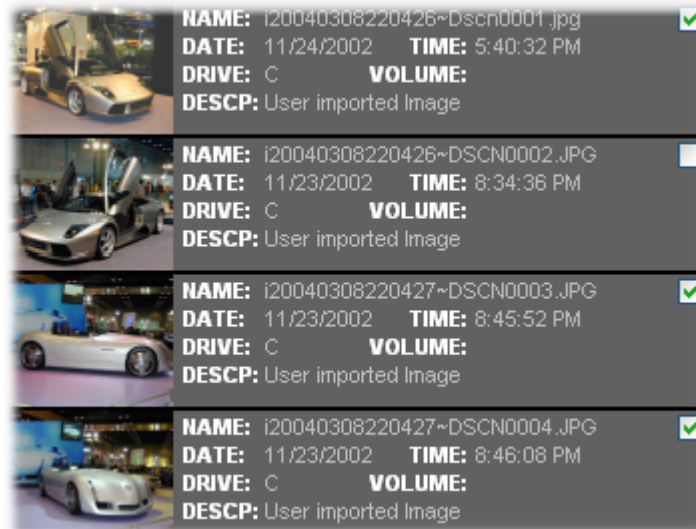 NAME: i20040308220426~Dscn0001.jpg
DATE: 11/24/2002 TIME: 5:40:32 PM
DRIVE: C VOLUME:
DESCP: User imported Image
NAME: i20040308220426~DSCN0002.JPG
DATE: 11/23/2002 TIME: 8:34:36 PM
DRIVE: C VOLUME:
DESCP: User imported Image
NAME: i20040308220427~DSCN0003.JPG
DATE: 11/23/2002 TIME: 8:45:52 PM
DRIVE: C VOLUME:
DESCP: User imported Image
NAME: i20040308220427~DSCN0004.JPG
DATE: 11/23/2002 TIME: 8:46:08 PM
DRIVE: C VOLUME:
DESCP: User imported Image